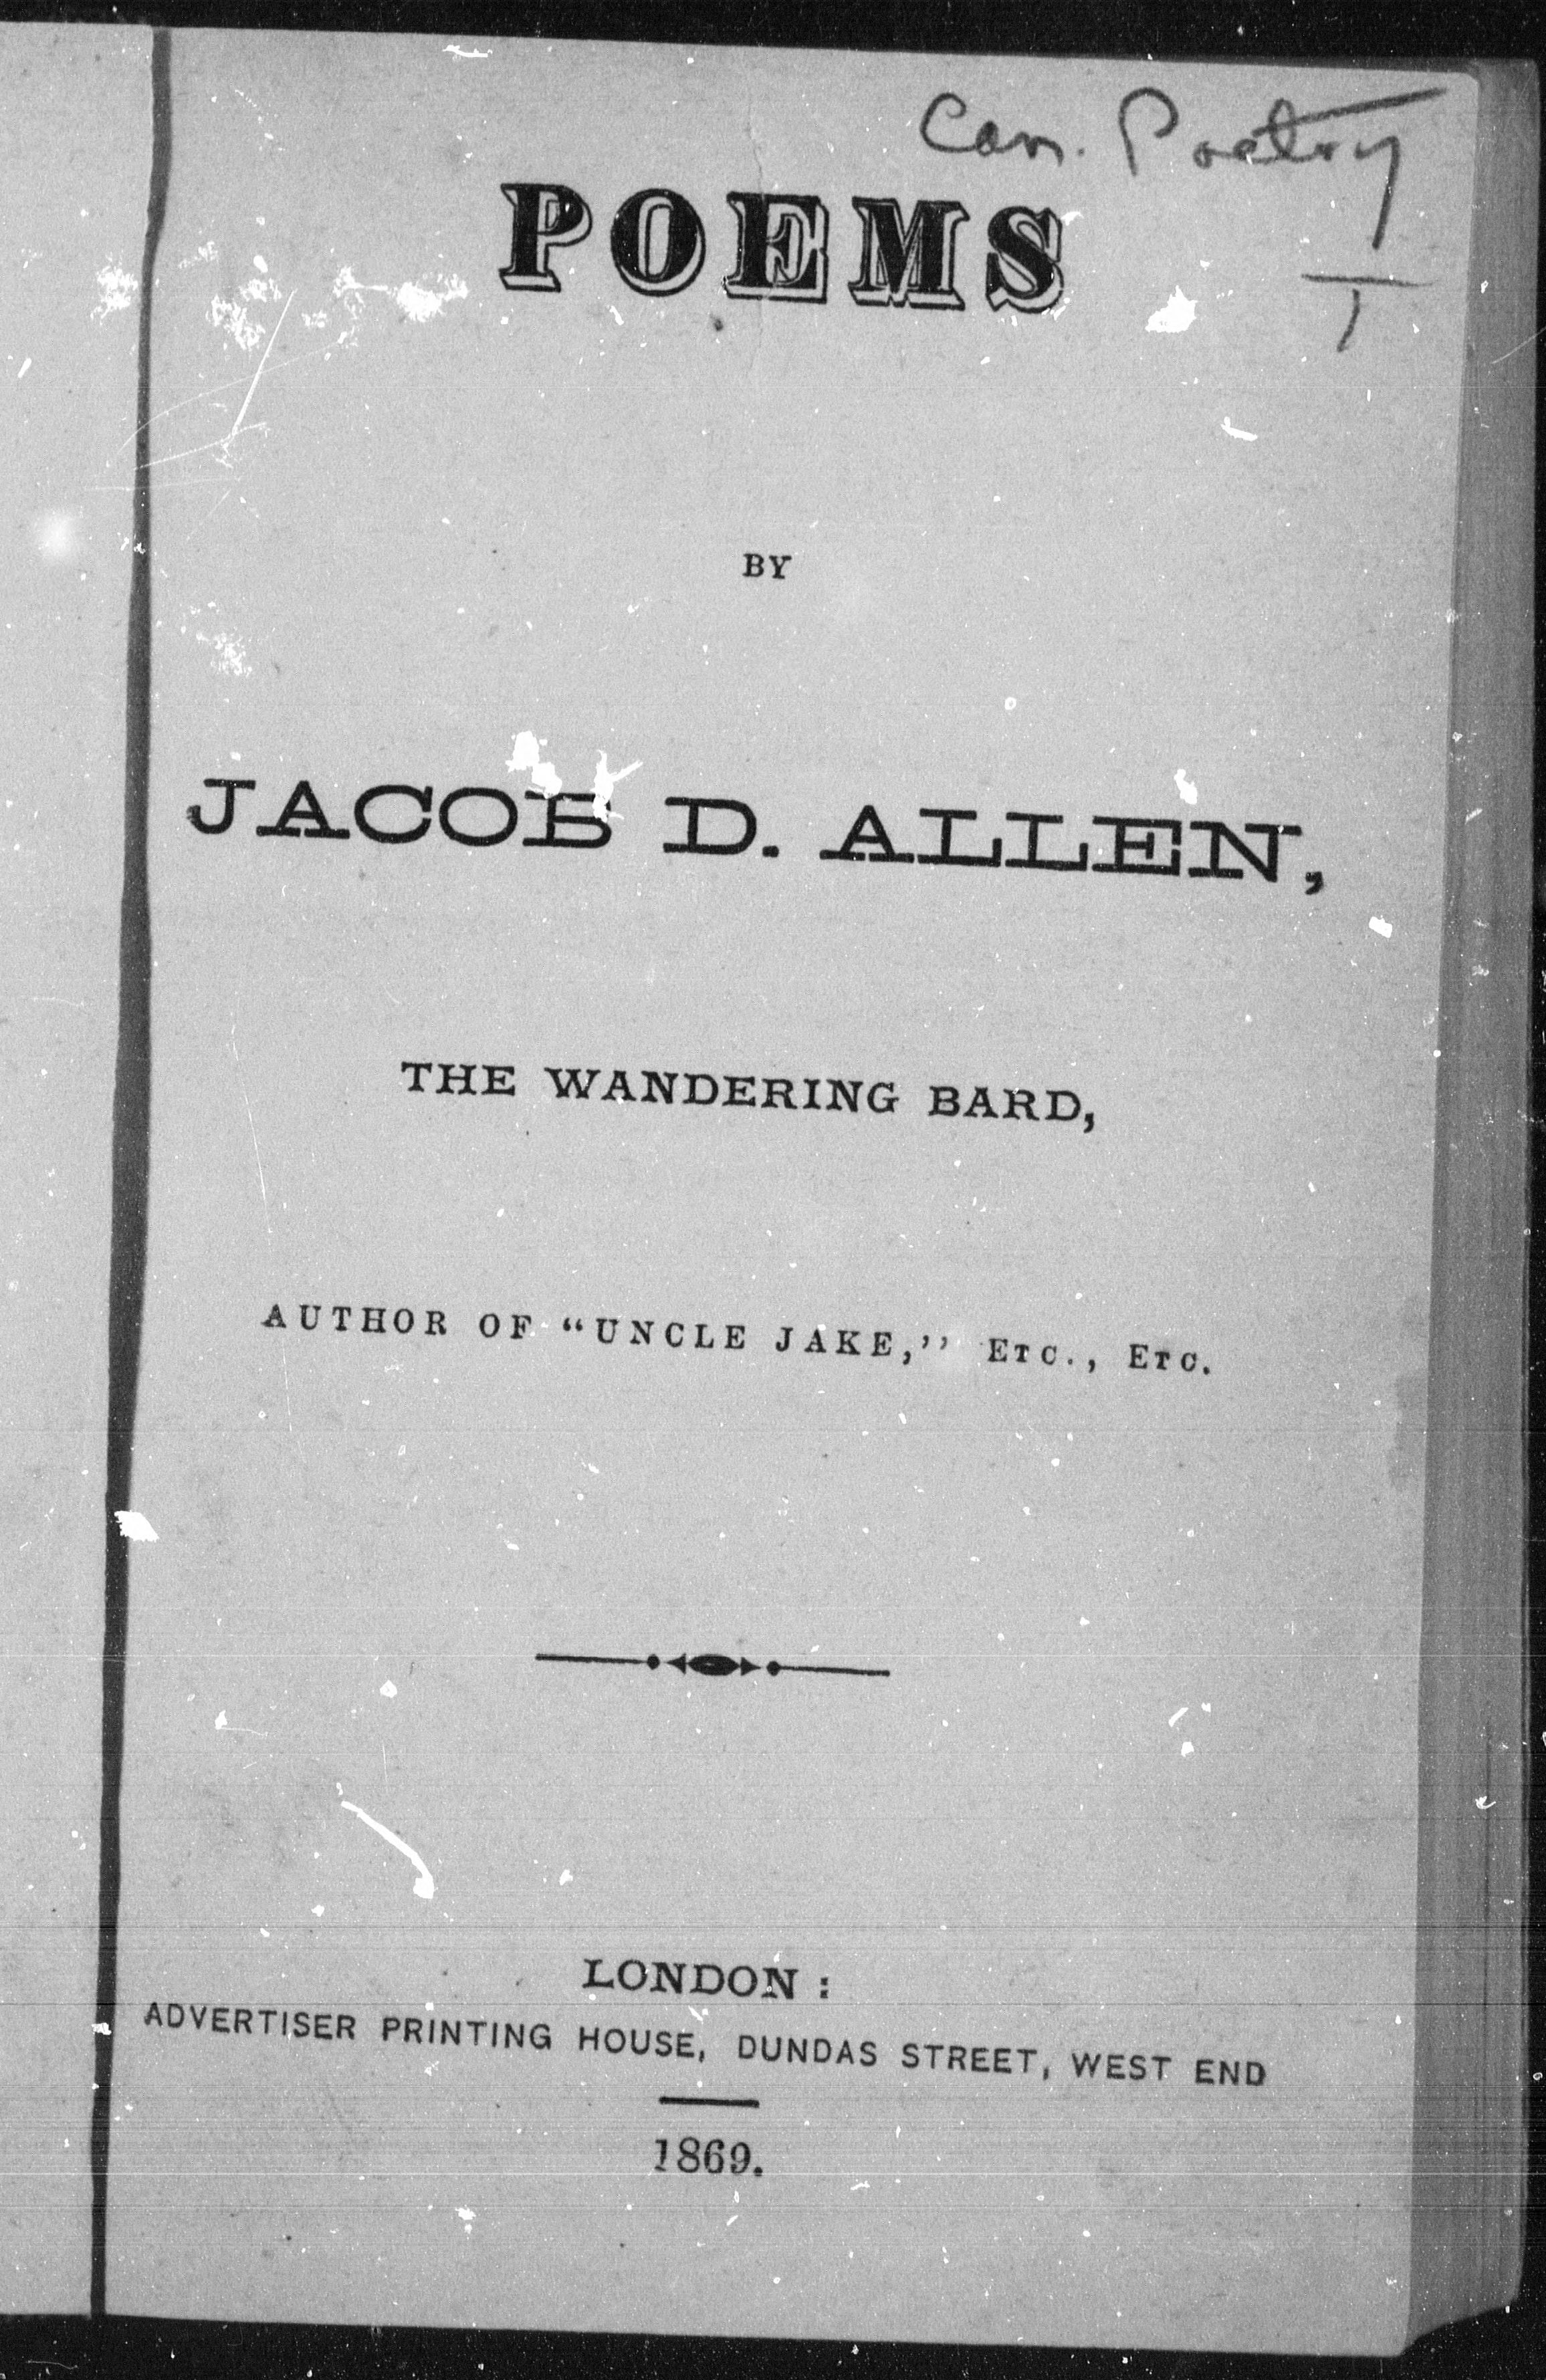 Can. Poetry
I
POEMS
BY
JACOB D. ALLEN,
THE WANDERING BARD,
AUTHOR OF “UNCLE JAKE,” ETC., ETC.
LONDON:
ADVERTISER PRINTING HOUSE, DUNDAS STREET, WEST END
1869.